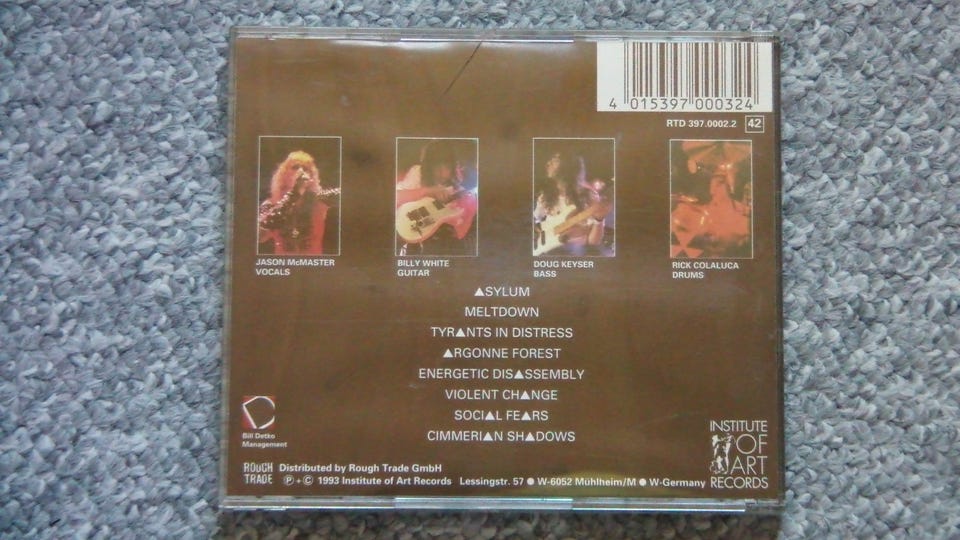 4 015397 000324
RTD 397.0002.2 42
JASON McMASTER
VOCALS
BILLY WHITE
GUITAR
DOUG KEYSER
BASS
RICK COLALUCA
DRUMS
ASYLUM
MELTDOWN
TYRANTS IN DISTRESS
ARGONNE FOREST
ENERGETIC DISASSEMBLY
VIOLENT CHANGE
SOCIAL FEARS
CIMMERIAN SHADOWS
Bill Detko
Management
ROUGH
TRADE
Distributed by Rough Trade GmbH
℗ + © 1993 Institute of Art Records Lessingstr. 57 ● W-6052 Mühlheim/M ● W-Germany
INSTITUTE
OF
ART
RECORDS